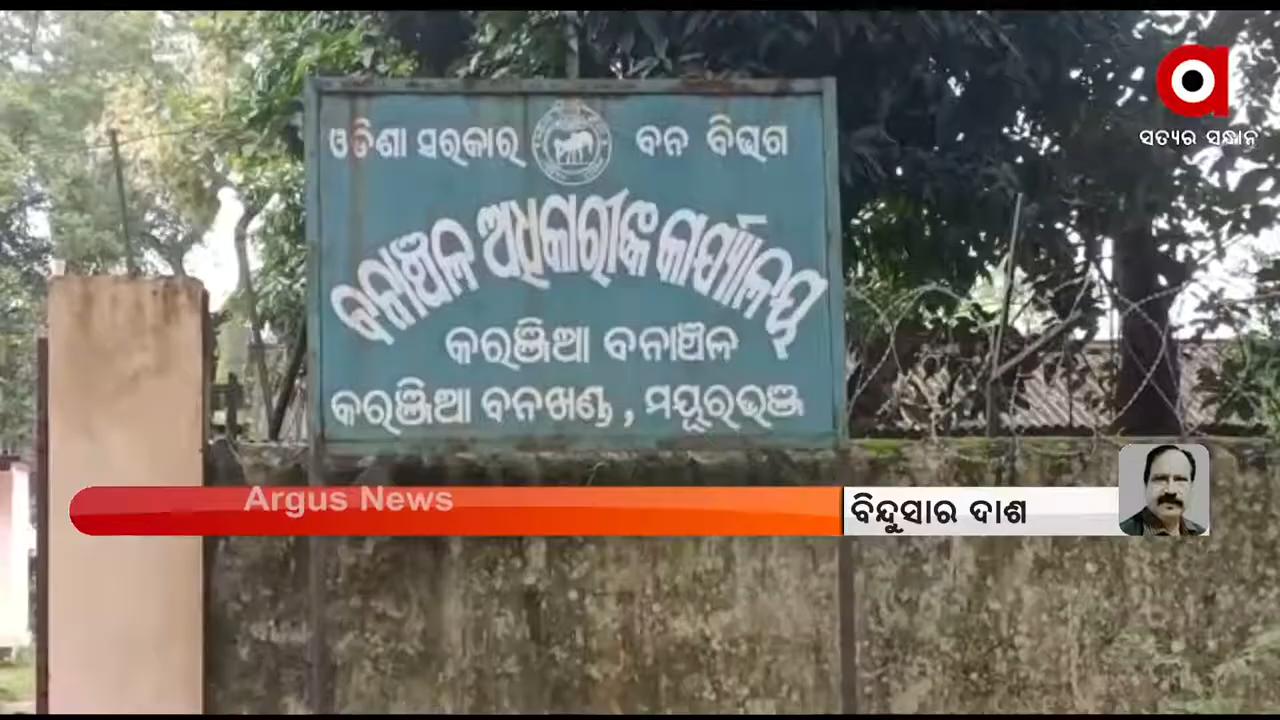 ସତ୍ୟର ସନ୍ଧାନ
ଓଡିଶା ସରକାର ବନ ବିଭାଗ
ବନାଞ୍ଚଳ ଅଧିକାରୀଙ୍କ କାର୍ଯ୍ୟାଳୟ
କରଞ୍ଜିଆ ବନାଞ୍ଚଳ
କରଞ୍ଜିଆ ବନଖଣ୍ଡ, ମୟୂରଭଞ୍ଜ
Argus News
ବିନ୍ଦୁସାର ଦାଶ